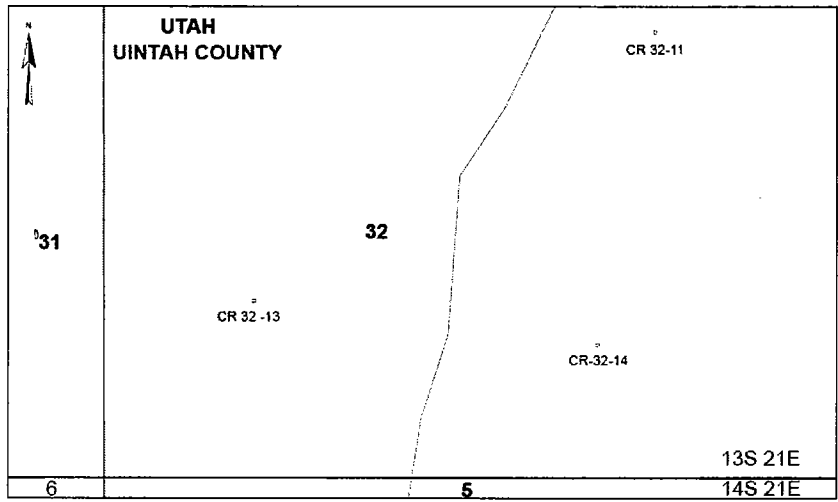 N
UTAH
UINTAH COUNTY
CR 32-11
31
32
CR 32 -13
CR-32-14
13S 21E
6
5
14S 21E